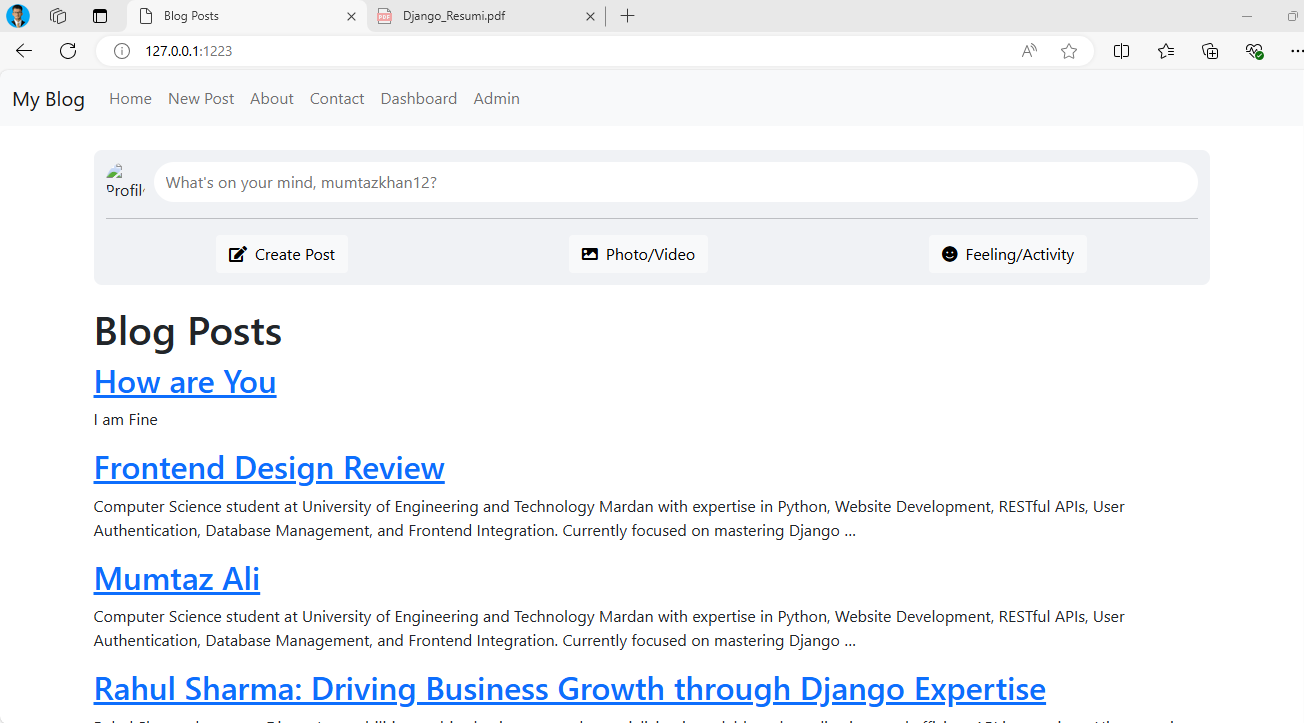 Blog Posts
Django_Resumi.pdf
127.0.0.1:1223
My Blog Home New Post About Contact Dashboard Admin
What's on your mind, mumtazkhan12?
Create Post Photo/Video Feeling/Activity
Blog Posts
How are You
I am Fine
Frontend Design Review
Computer Science student at University of Engineering and Technology Mardan with expertise in Python, Website Development, RESTful APIs, User
Authentication, Database Management, and Frontend Integration. Currently focused on mastering Django ...
Mumtaz Ali
Computer Science student at University of Engineering and Technology Mardan with expertise in Python, Website Development, RESTful APIs, User
Authentication, Database Management, and Frontend Integration. Currently focused on mastering Django ...
Rahul Sharma: Driving Business Growth through Django Expertise